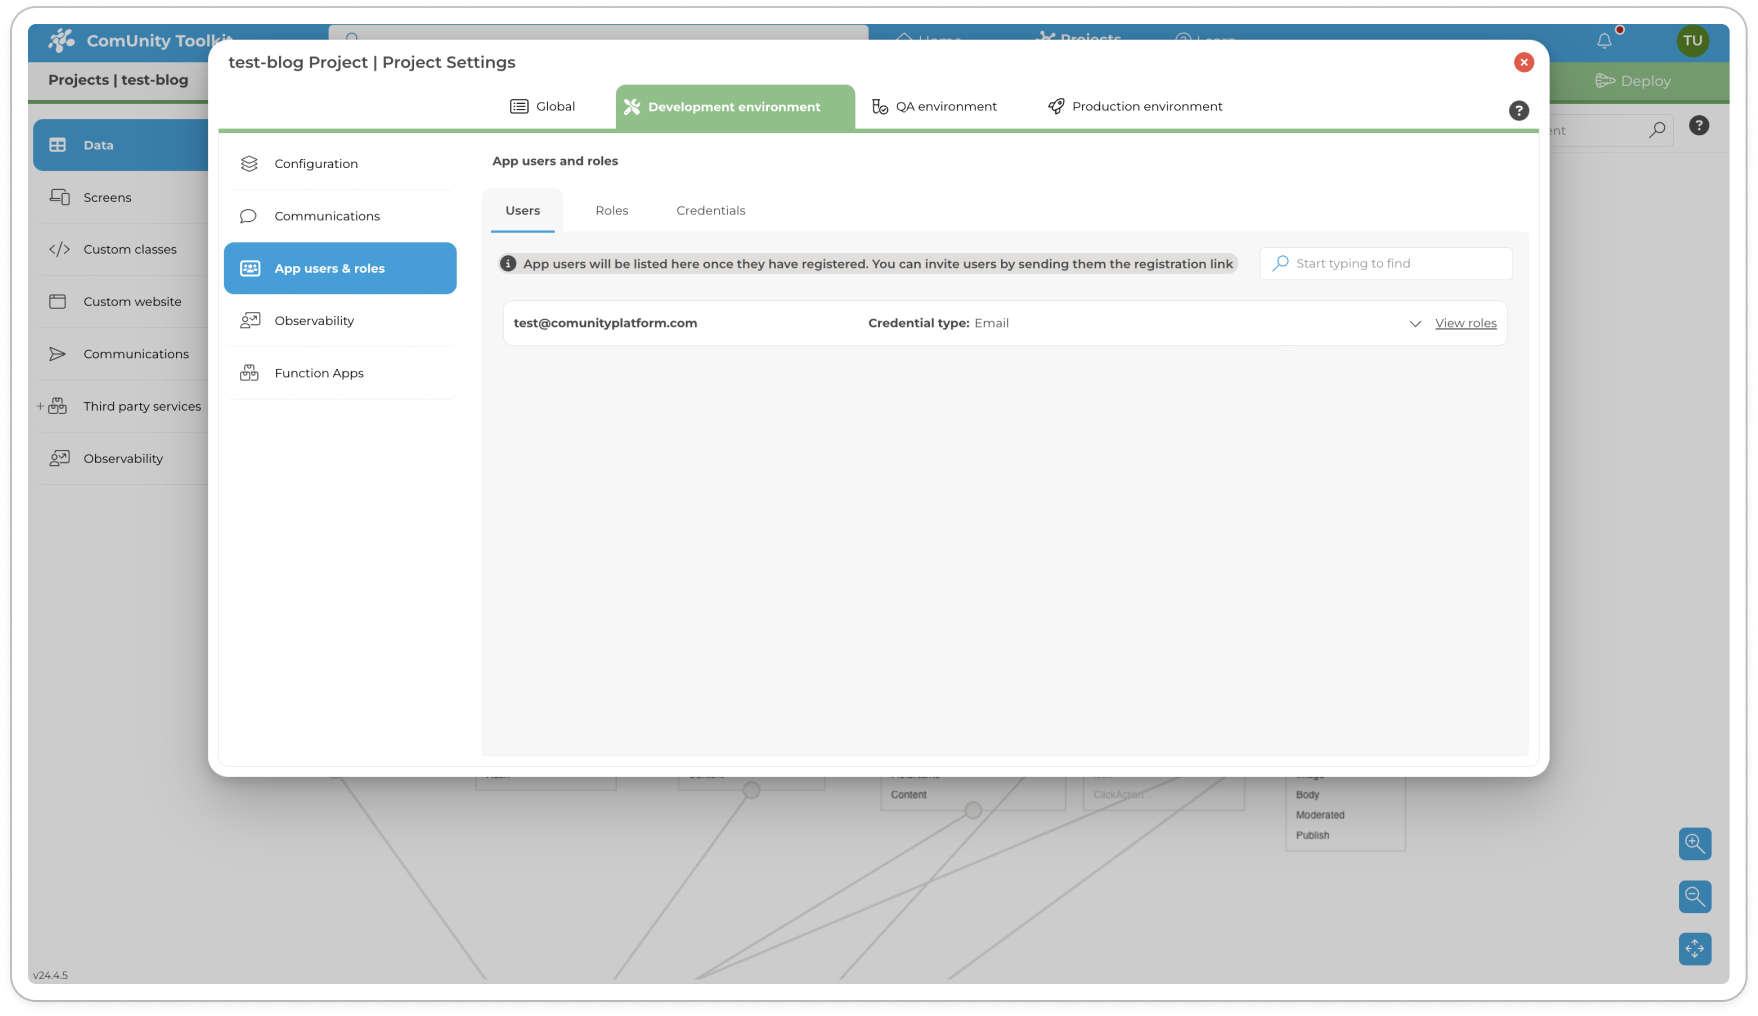 ComUnity Toolkit
Home
Projects
Learn
TU
Projects | test-blog
Deploy
test-blog Project | Project Settings
Global
Development environment
QA environment
Production environment
?
?
Data
Screens
Custom classes
Custom website
Communications
+ Third party services
Observability
Configuration
Communications
App users & roles
Observability
Function Apps
App users and roles
Users
Roles
Credentials
App users will be listed here once they have registered. You can invite users by sending them the registration link
Start typing to find
test@comunityplatform.com
Credential type: Email
View roles
Content
ClickAction
Body
Moderated
Publish
v24.4.5